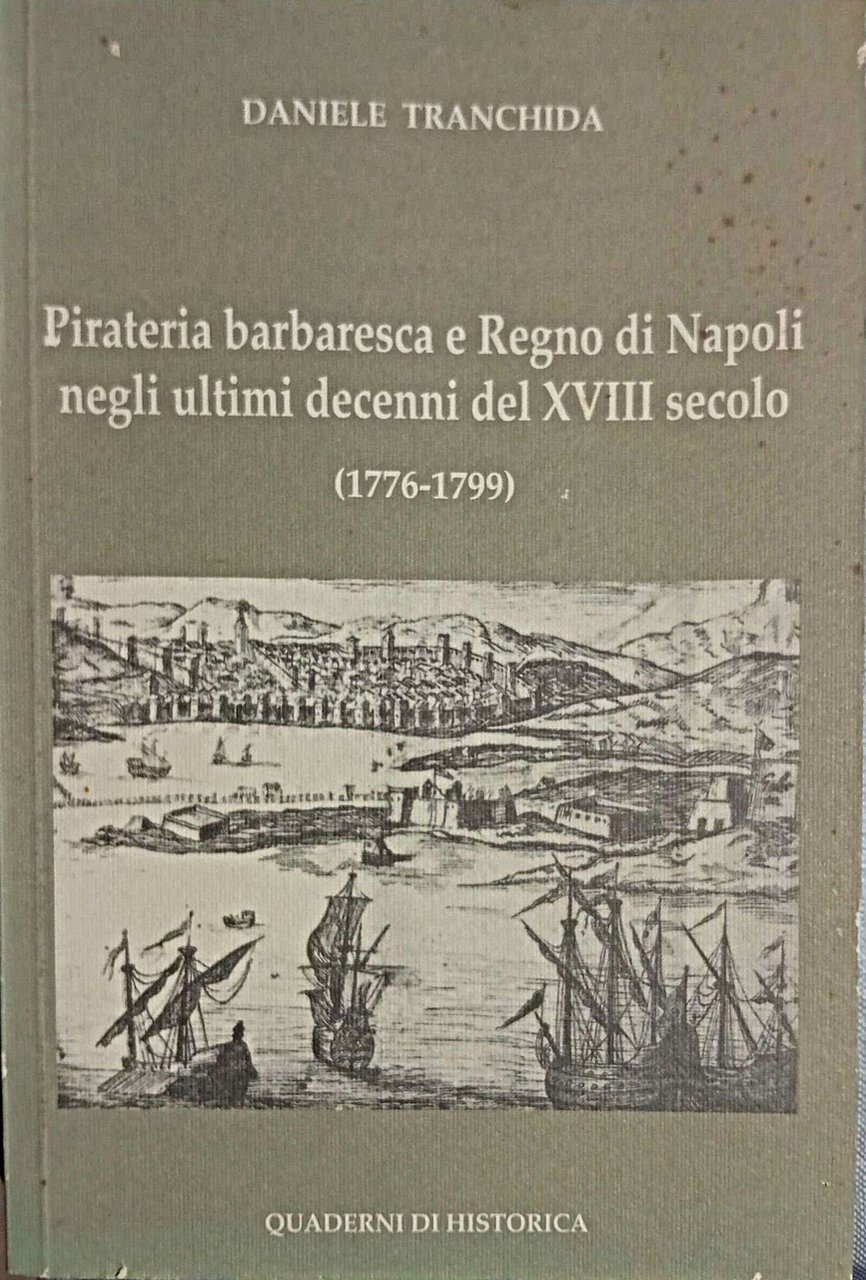 DANIELE TRANCHIDA
Pirateria barbaresca e Regno di Napoli
negli ultimi decenni del XVIII secolo
(1776-1799)
QUADERNI DI HISTORICA